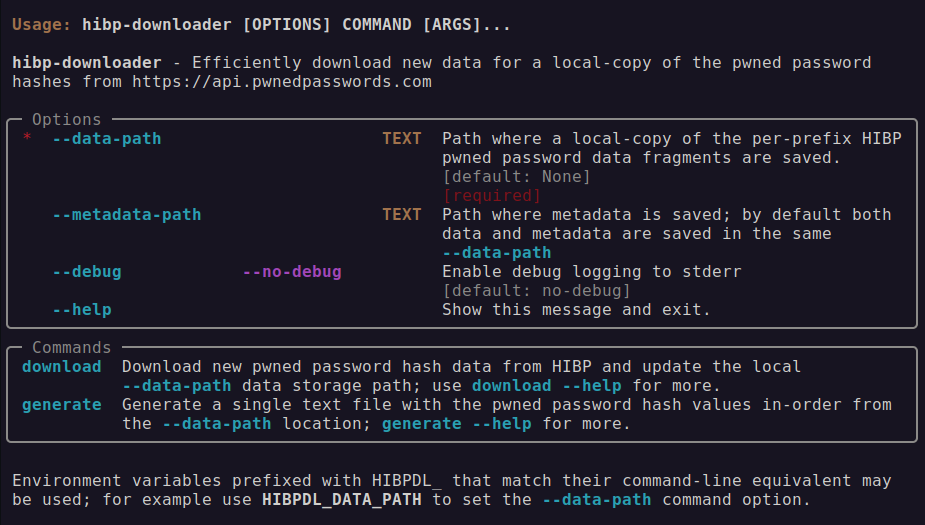 Usage: hibp-downloader [OPTIONS] COMMAND [ARGS]...
hibp-downloader - Efficiently download new data for a local-copy of the pwned password
hashes from https://api.pwnedpasswords.com
Options
* --data-path TEXT Path where a local-copy of the per-prefix HIBP
pwned password data fragments are saved.
[default: None]
[required]
--metadata-path TEXT Path where metadata is saved; by default both
data and metadata are saved in the same
--data-path
--debug --no-debug Enable debug logging to stderr
[default: no-debug]
--help Show this message and exit.
Commands
download Download new pwned password hash data from HIBP and update the local
--data-path data storage path; use download --help for more.
generate Generate a single text file with the pwned password hash values in-order from
the --data-path location; generate --help for more.
Environment variables prefixed with HIBPDL_ that match their command-line equivalent may
be used; for example use HIBPDL_DATA_PATH to set the --data-path command option.